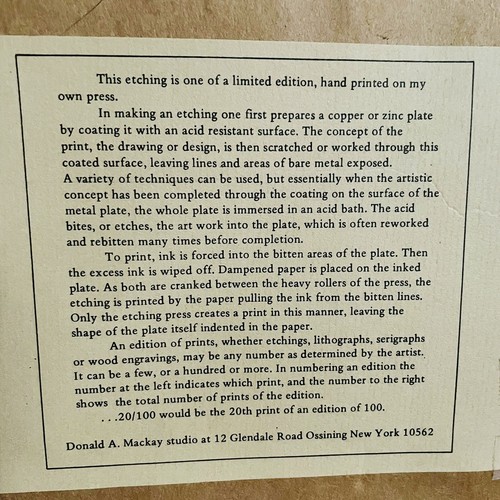 This etching is one of a limited edition, hand printed on my
own press.
In making an etching one first prepares a copper or zinc plate
by coating it with an acid resistant surface. The concept of the
print, the drawing or design, is then scratched or worked through this
coated surface, leaving lines and areas of bare metal exposed.
A variety of techniques can be used, but essentially when the artistic
concept has been completed through the coating on the surface of the
metal plate, the whole plate is immersed in an acid bath. The acid
bites, or etches, the art work into the plate, which is often reworked
and rebitten many times before completion.
To print, ink is forced into the bitten areas of the plate. Then
the excess ink is wiped off. Dampened paper is placed on the inked
plate. As both are cranked between the heavy rollers of the press, the
etching is printed by the paper pulling the ink from the bitten lines.
Only the etching press creates a print in this manner, leaving the
shape of the plate itself indented in the paper.
An edition of prints, whether etchings, lithographs, serigraphs
or wood engravings, may be any number as determined by the artist.
It can be a few, or a hundred or more. In numbering an edition the
number at the left indicates which print, and the number to the right
shows the total number of prints of the edition.
...20/100 would be the 20th print of an edition of 100.
Donald A. Mackay studio at 12 Glendale Road Ossining New York 10562